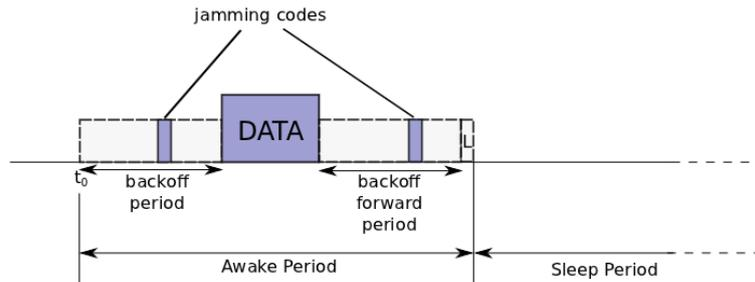 jamming codes
DATA
L
t0
backoff
period
backoff
forward
period
Awake Period
Sleep Period